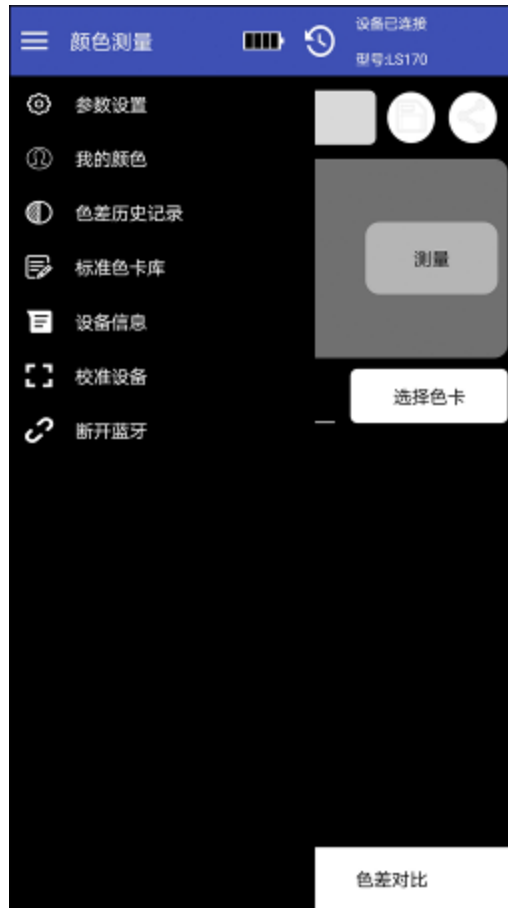 颜色测量
设备已连接
型号:LS170
参数设置
我的颜色
色差历史记录
标准色卡库
设备信息
校准设备
断开蓝牙
测量
选择色卡
色差对比